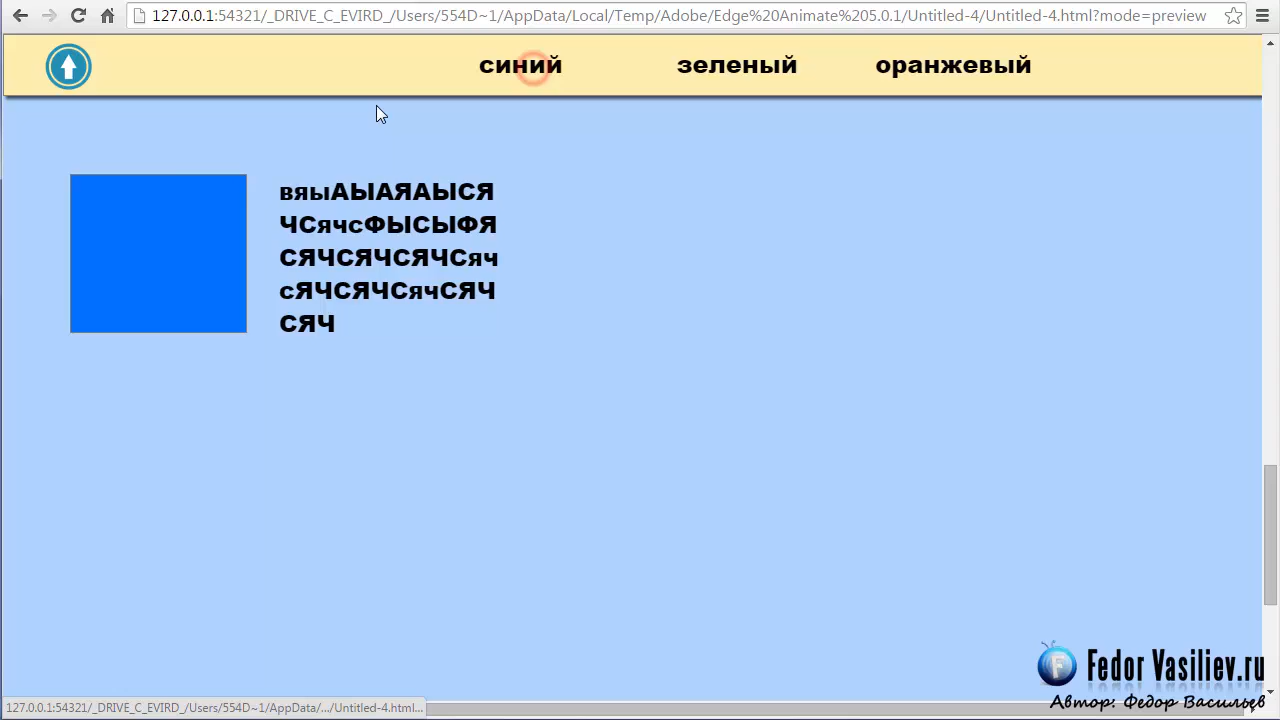 127.0.0.1:54321/_DRIVE_C_EVIRD_/Users/554D~1/AppData/Local/Temp/Adobe/Edge%20Animate%205.0.1/Untitled-4/Untitled-4.html?mode=preview
синий зеленый оранжевый
вяыАЫАЯАЫСЯ
ЧСячсФЫСЫФЯ
СЯЧСЯЧСЯЧСяч
сЯЧСЯЧСячСЯЧ
СЯЧ
Fedor Vasiliev.ru
Автор: Федор Васильев
127.0.0.1:54321/_DRIVE_C_EVIRD_/Users/554D~1/AppData/.../Untitled-4.html...